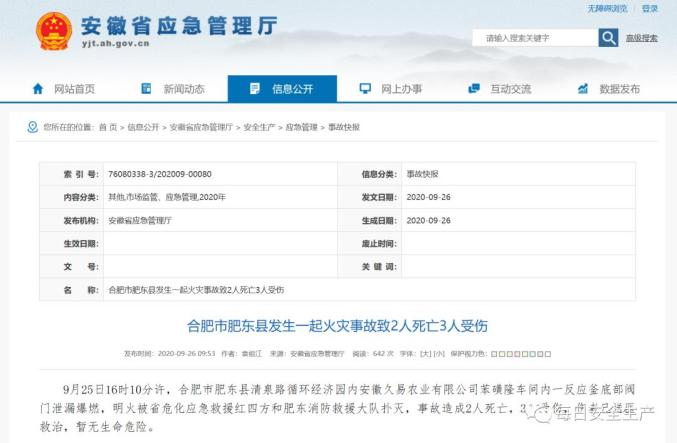 无障碍浏览 | 登录
安徽省应急管理厅
yjt.ah.gov.cn
请输入搜索关键字
高级搜索
网站首页 新闻动态 信息公开 网上办事 互动交流 数据发布
您所在的位置: 首 页 > 信息公开 > 安徽省应急管理厅 > 安全生产 > 应急管理 > 事故快报
索 引 号: 76080338-3/202009-00080 信息分类: 事故快报
内容分类: 其他,市场监管、应急管理,2020年 发文日期: 2020-09-26
发布机构: 安徽省应急管理厅 生成日期: 2020-09-26
生效日期: 废止时间:
文 号: 关 键 词:
名 称: 合肥市肥东县发生一起火灾事故致2人死亡3人受伤
合肥市肥东县发生一起火灾事故致2人死亡3人受伤
发布时间: 2020-09-26 09:53 作者: 来源: 安徽省应急管理厅 阅读: 642 次 字体: [大] [小] 保护视力色:
9月25日16时10分许,合肥市肥东县清泉路循环经济园内安徽久易农业有限公司苯磺隆车间内一反应釜底部阀
门泄漏爆燃,明火被省危化应急救援红四方和肥东消防救援大队扑灭,事故造成2人死亡,3
救治,暂无生命危险。
每日安全生产